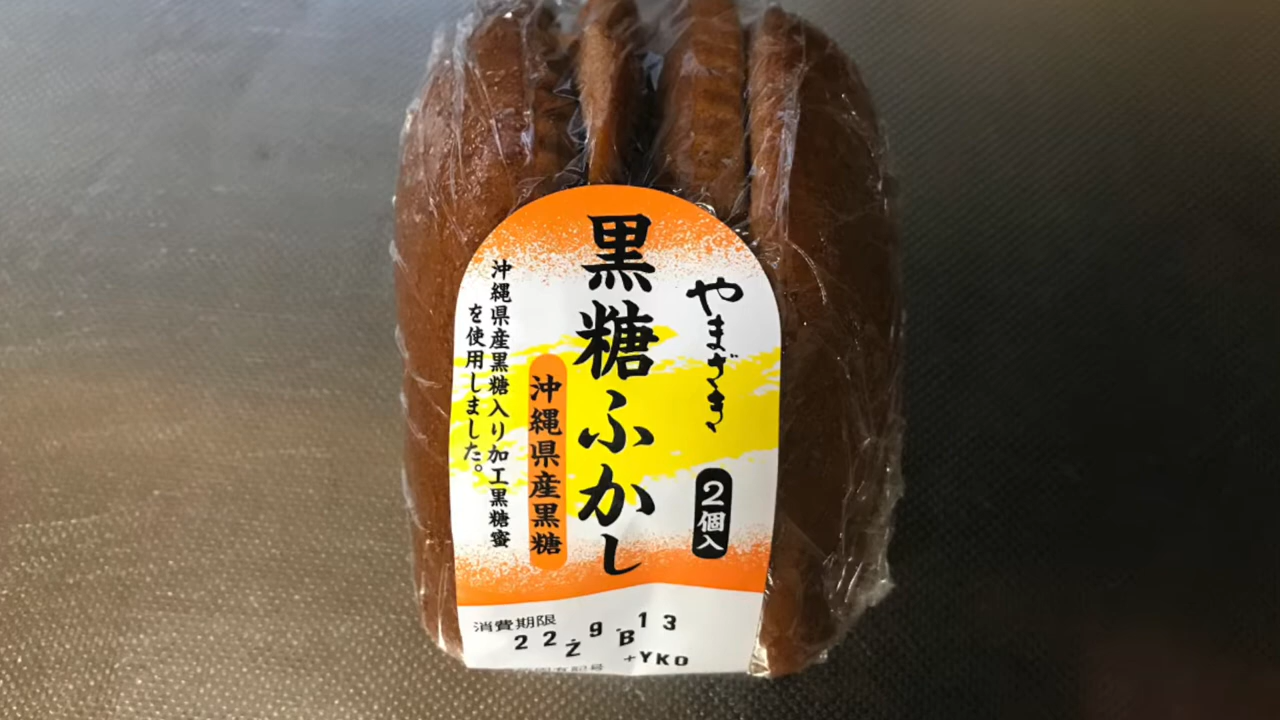 やまざき
2個入
黒糖ふかし
沖縄県産黒糖
沖縄県産黒糖入り加工黒糖蜜
を使用しました。
消費期限
22.9.13
Z B
+YKO